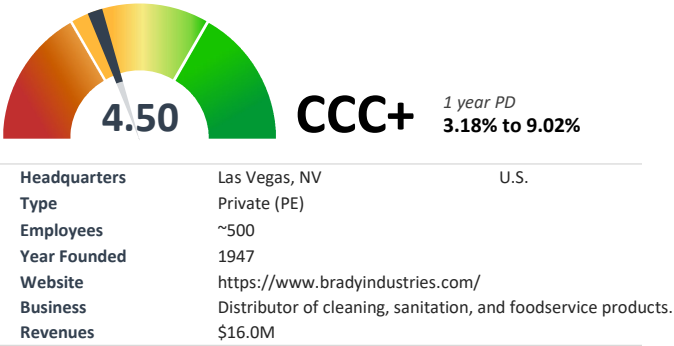 4.50
CCC+
1 year PD
3.18% to 9.02%
Headquarters Las Vegas, NV U.S.
Type Private (PE)
Employees ~500
Year Founded 1947
Website https://www.bradyindustries.com/
Business Distributor of cleaning, sanitation, and foodservice products.
Revenues $16.0M